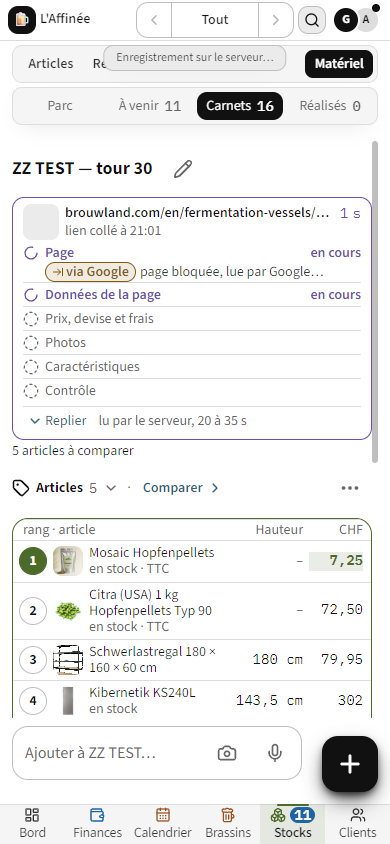 L'Affinée
Tout
G
A
Articles
Enregistrement sur le serveur…
Matériel
Parc
À venir 11
Carnets 16
Réalisés 0
ZZ TEST — tour 30
brouwland.com/en/fermentation-vessels/… 1 s
lien collé à 21:01
Page en cours
via Google page bloquée, lue par Google…
Données de la page en cours
Prix, devise et frais
Photos
Caractéristiques
Contrôle
Replier lu par le serveur, 20 à 35 s
5 articles à comparer
Articles 5 · Comparer
rang · article Hauteur CHF
1 Mosaic Hopfenpellets – 7,25
en stock · TTC
Citra (USA) 1 kg
2 Hopfenpellets Typ 90 – 72,50
en stock · TTC
3 Schwerlastregal 180 × 180 cm 79,95
160 × 60 cm
4 Kibernetik KS240L 143,5 cm 302
en stock
Ajouter à ZZ TEST…
11
Bord Finances Calendrier Brassins Stocks Clients